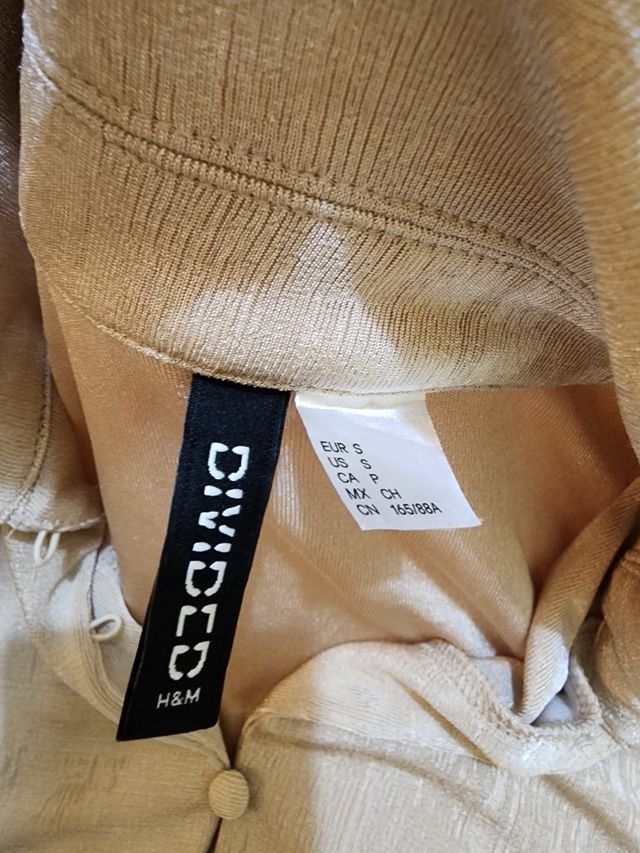 DIVIDED
H&M
EUR S
US S
CA P
MX CH
CN 165/88A